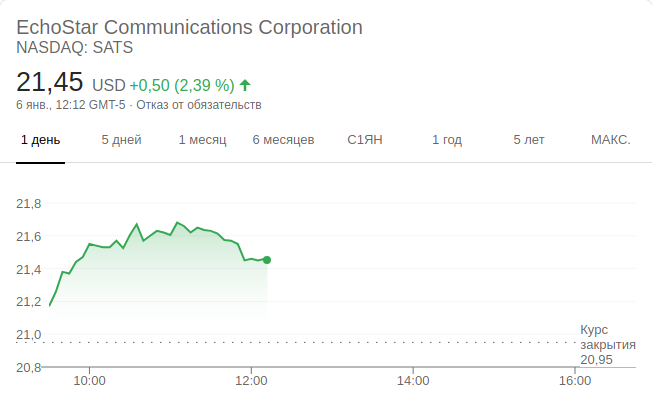 EchoStar Communications Corporation
NASDAQ: SATS
21,45 USD +0,50 (2,39 %)
6 янв., 12:12 GMT-5 · Отказ от обязательств
1 день 5 дней 1 месяц 6 месяцев С1ЯН 1 год 5 лет МАКС.
21,8
21,6
21,4
21,2
21,0
20,8
Курс
закрытия
20,95
10:00 12:00 14:00 16:00